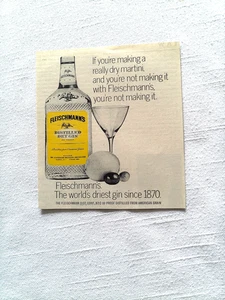 If you're making a
really dry martini,
and you're not making it
with Fleischmann's,
you're not making it.
FLEISCHMANN'S
DISTILLED
DRY GIN
Fleischmann's
The world's driest gin since 1870.